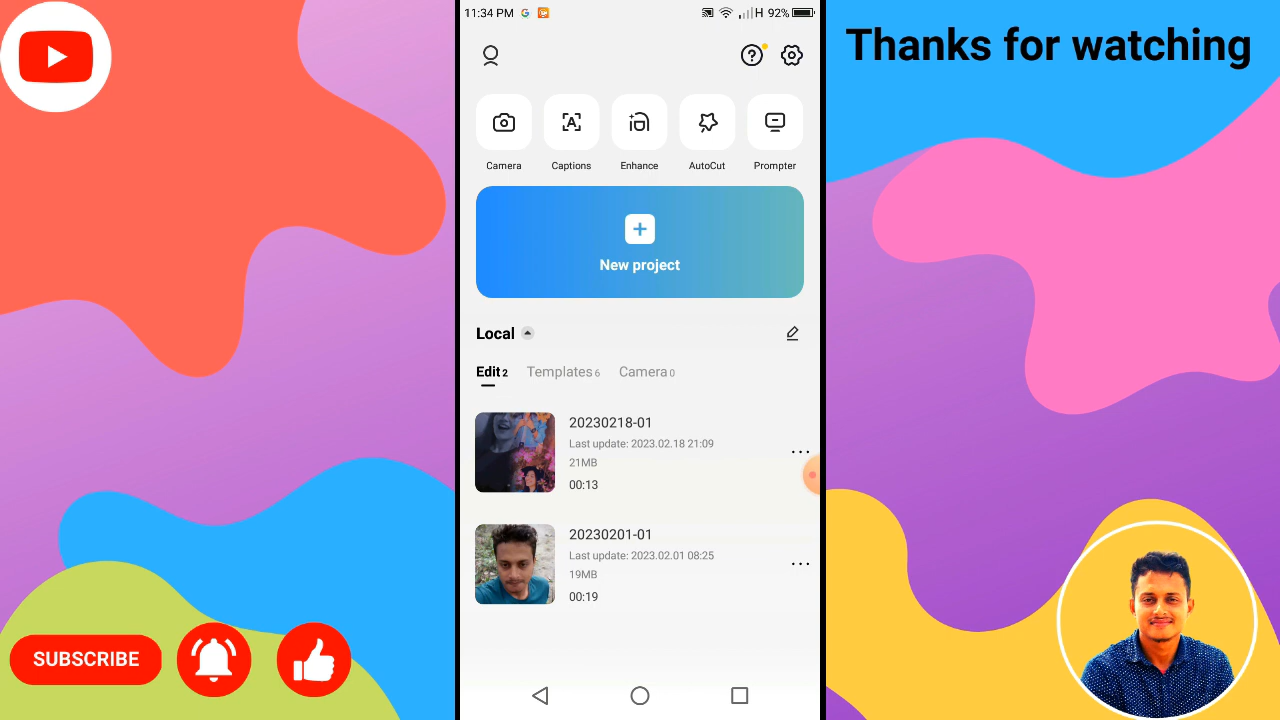 11:34 PM
H 92%
Thanks for watching
Camera
Captions
Enhance
AutoCut
Prompter
New project
Local
Edit 2
Templates 6
Camera 0
20230218-01
Last update: 2023.02.18 21:09
21MB
00:13
20230201-01
Last update: 2023.02.01 08:25
19MB
00:19
SUBSCRIBE